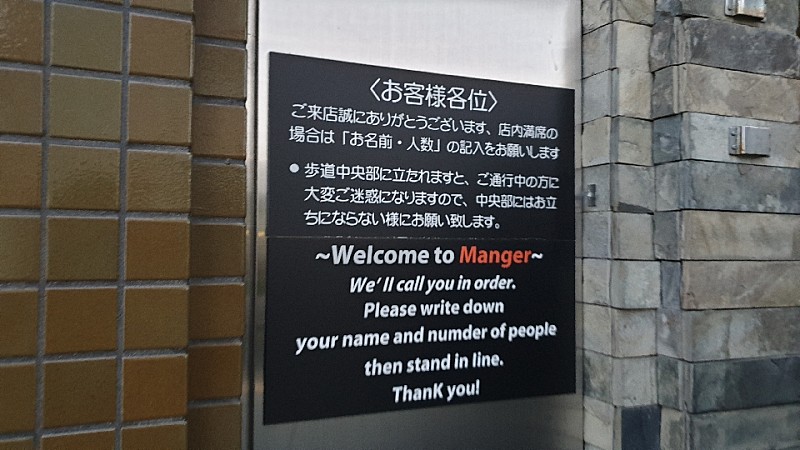 〈お客様各位〉
ご来店誠にありがとうございます、店内満席の
場合は「お名前・人数」の記入をお願いします
●歩道中央部に立たれますと、ご通行中の方に
大変ご迷惑になりますので、中央部にはお立
ちにならない様にお願い致します。
~Welcome to Manger~
We'll call you in order.
Please write down
your name and numder of people
then stand in line.
ThanK you!